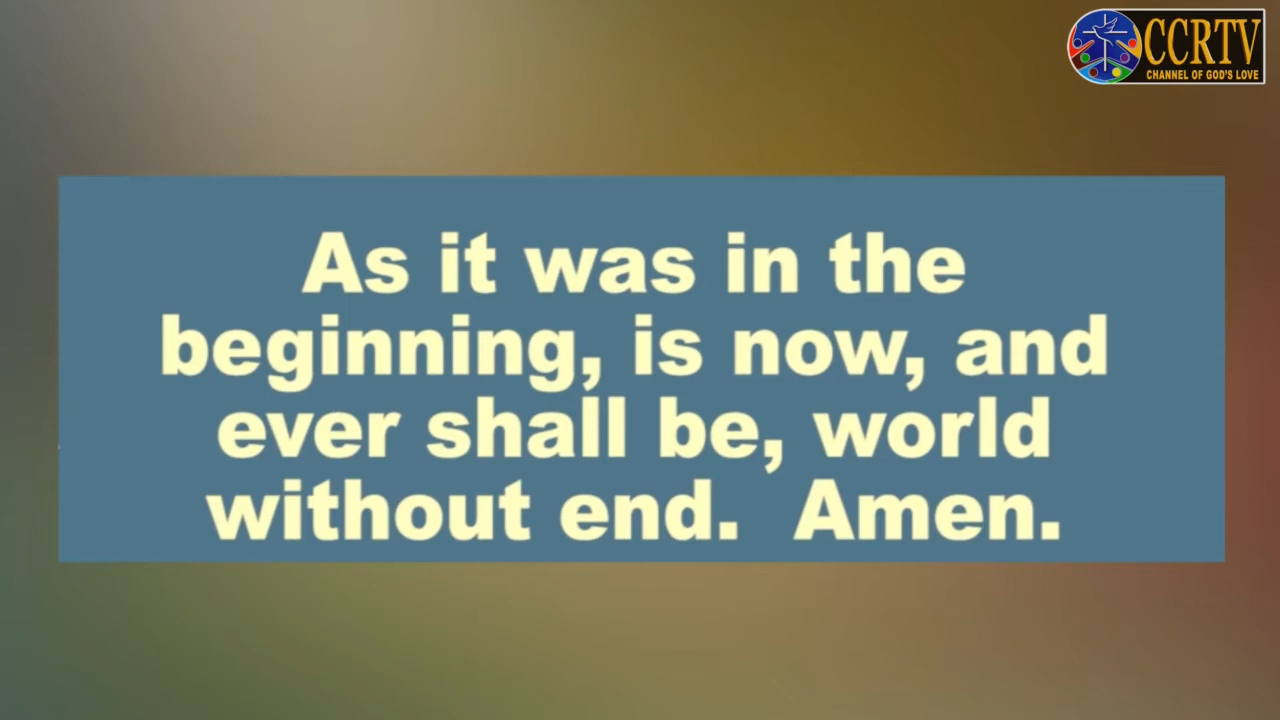 CCRTV
CHANNEL OF GOD'S LOVE
As it was in the
beginning, is now, and
ever shall be, world
without end.  Amen.